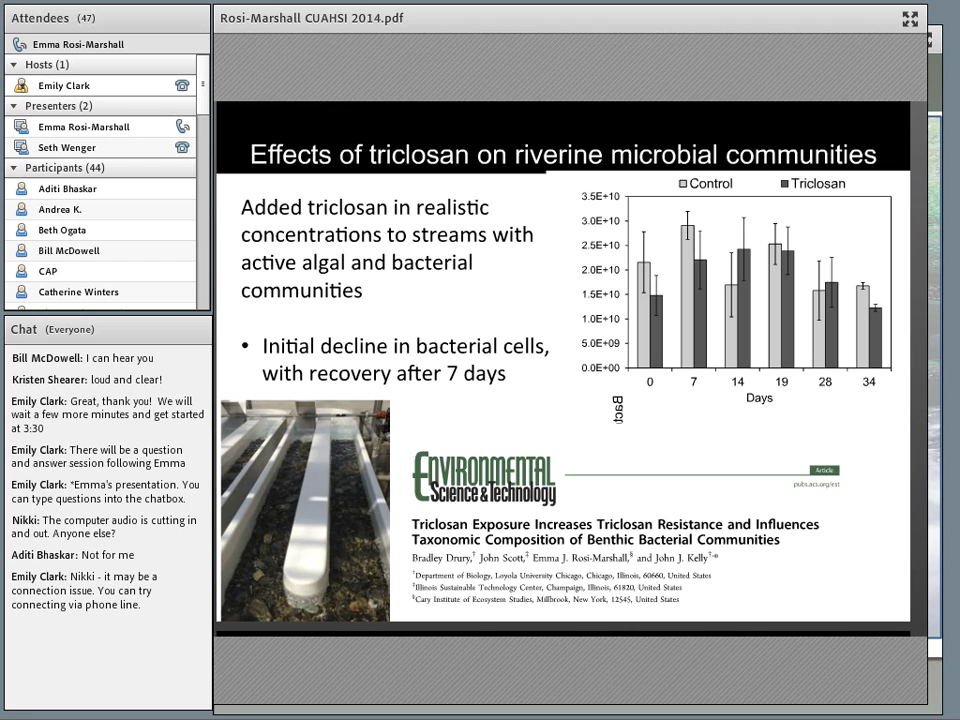 Attendees (47)
Emma Rosi-Marshall
Hosts (1)
Emily Clark
Presenters (2)
Emma Rosi-Marshall
Seth Wenger
Participants (44)
Aditi Bhaskar
Andrea K.
Beth Ogata
Bill McDowell
CAP
Catherine Winters
Chat (Everyone)
Bill McDowell: I can hear you
Kristen Shearer: loud and clear!
Emily Clark: Great, thank you! We will
wait a few more minutes and get started
at 3:30
Emily Clark: There will be a question
and answer session following Emma
Emily Clark: *Emma's presentation. You
can type questions into the chatbox.
Nikki: The computer audio is cutting in
and out. Anyone else?
Aditi Bhaskar: Not for me
Emily Clark: Nikki - it may be a
connection issue. You can try
connecting via phone line.
Rosi-Marshall CUAHSI 2014.pdf
Effects of triclosan on riverine microbial communities
Added triclosan in realistic
concentrations to streams with
active algal and bacterial
communities
• Initial decline in bacterial cells,
with recovery after 7 days
Control Triclosan
3.5E+10
3.0E+10
2.5E+10
2.0E+10
1.5E+10
1.0E+10
5.0E+09
0.0E+00
0 7 14 19 28 34
Days
Bact
ENVIRONMENTAL
Science & Technology
Article
pubs.acs.org/est
Triclosan Exposure Increases Triclosan Resistance and Influences
Taxonomic Composition of Benthic Bacterial Communities
Bradley Drury,† John Scott,‡ Emma J. Rosi-Marshall,§ and John J. Kelly†,*
†Department of Biology, Loyola University Chicago, Chicago, Illinois, 60660, United States
‡Illinois Sustainable Technology Center, Champaign, Illinois, 61820, United States
§Cary Institute of Ecosystem Studies, Millbrook, New York, 12545, United States